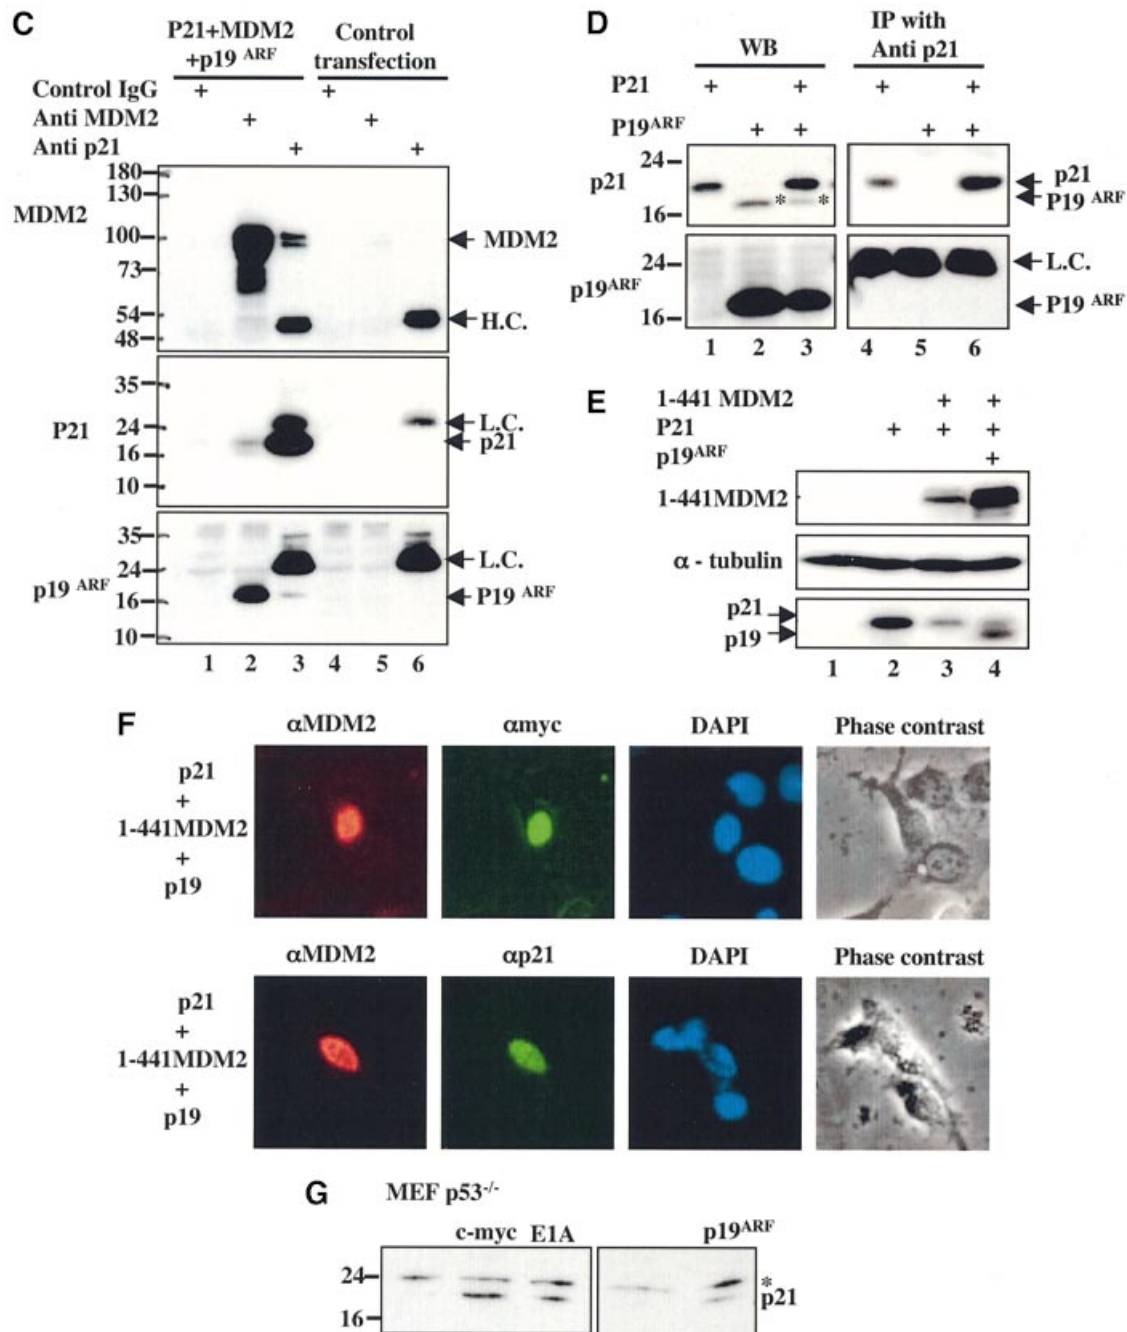 C
P21+MDM2 +p19 ARF
Control transfection
Control IgG + +
Anti MDM2 + +
Anti p21 + +
MDM2
180
130
100
73
54
48
MDM2
H.C.
P21
35
24
16
10
L.C.
p21
p19 ARF
35
24
16
10
L.C.
P19 ARF
1 2 3 4 5 6
D
WB
IP with Anti p21
P21 + + + +
P19ARF + + + +
p21
24
16
* *
p21
P19 ARF
p19ARF
24
16
L.C.
P19 ARF
1 2 3 4 5 6
E
1-441 MDM2 + +
P21 + + +
p19ARF +
1-441MDM2
α - tubulin
p21
p19
1 2 3 4
F
αMDM2 αmyc DAPI Phase contrast
p21
+
1-441MDM2
+
p19
αMDM2 αp21 DAPI Phase contrast
p21
+
1-441MDM2
+
p19
G
MEF p53-/-
c-myc E1A p19ARF
24
16
*
p21